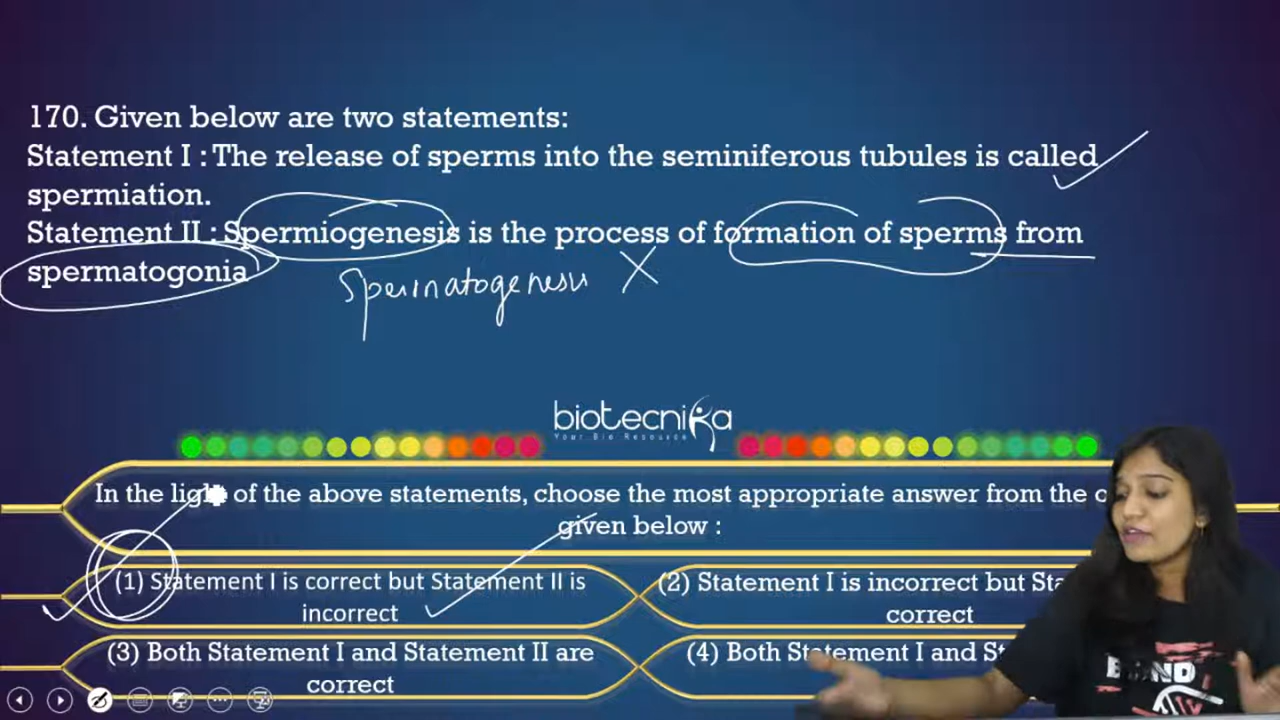 170. Given below are two statements:
Statement I : The release of sperms into the seminiferous tubules is called
spermiation.
Statement II : Spermiogenesis is the process of formation of sperms from
spermatogonia
Spermatogenesis X
biotecnika
Your Bio Resource
In the light of the above statements, choose the most appropriate answer from the
given below :
(1) Statement I is correct but Statement II is
incorrect
(2) Statement I is incorrect but
correct
(3) Both Statement I and Statement II are
correct
(4) Both Statement I and